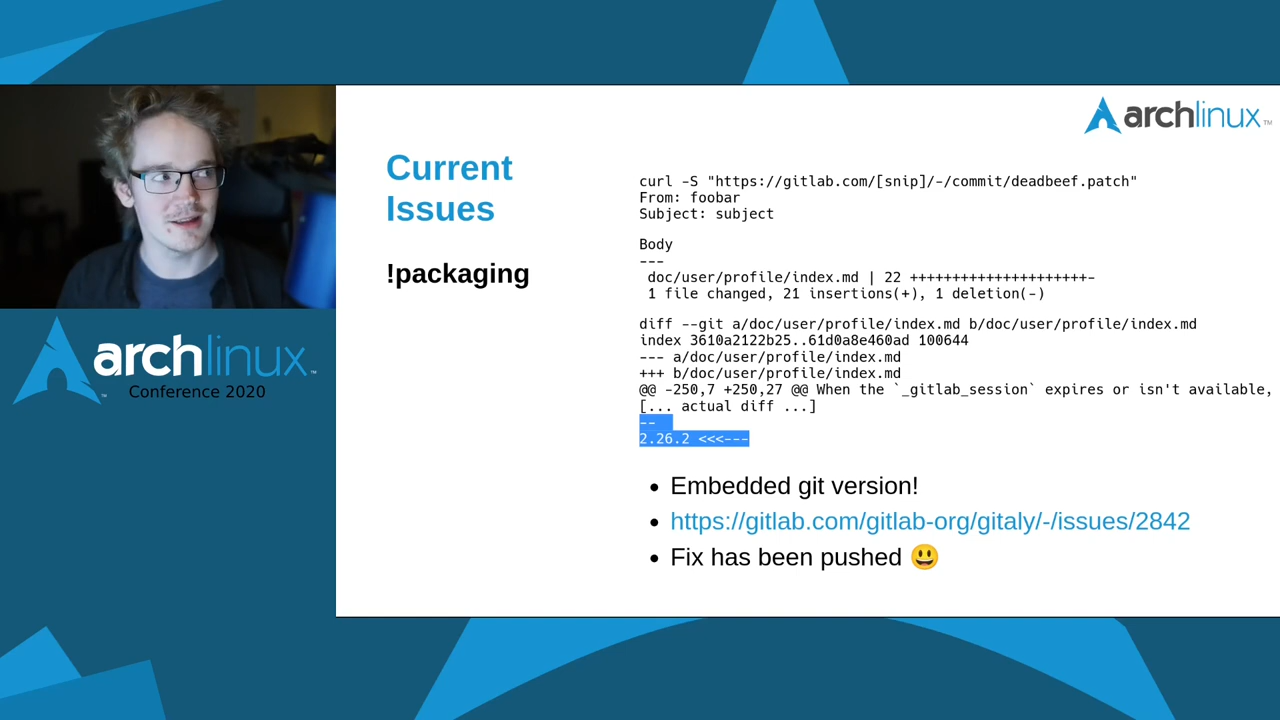 archlinux™
Current
Issues
!packaging
curl -S "https://gitlab.com/[snip]/-/commit/deadbeef.patch"
From: foobar
Subject: subject
Body
---
doc/user/profile/index.md | 22 +++++++++++++++++++++-
1 file changed, 21 insertions(+), 1 deletion(-)
diff --git a/doc/user/profile/index.md b/doc/user/profile/index.md
index 3610a2122b25..61d0a8e460ad 100644
--- a/doc/user/profile/index.md
+++ b/doc/user/profile/index.md
@@ -250,7 +250,27 @@ When the `_gitlab_session` expires or isn't available,
[... actual diff ...]
--
2.26.2 <<<---
• Embedded git version!
• https://gitlab.com/gitlab-org/gitaly/-/issues/2842
• Fix has been pushed 😃
archlinux™
Conference 2020